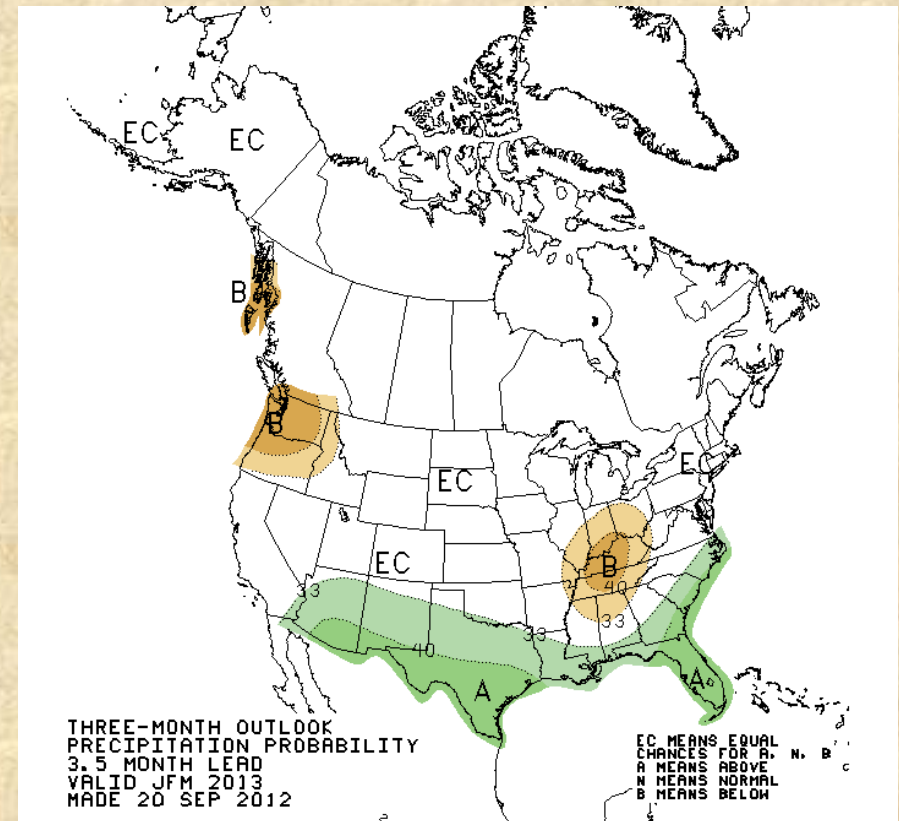 EC
EC
B
B
EC
EC
EC
B
40
33
33
33
40
A
A
THREE-MONTH OUTLOOK
PRECIPITATION PROBABILITY
3.5 MONTH LEAD
VALID JFM 2013
MADE 20 SEP 2012
EC MEANS EQUAL
CHANCES FOR A, N, B
A MEANS ABOVE
N MEANS NORMAL
B MEANS BELOW